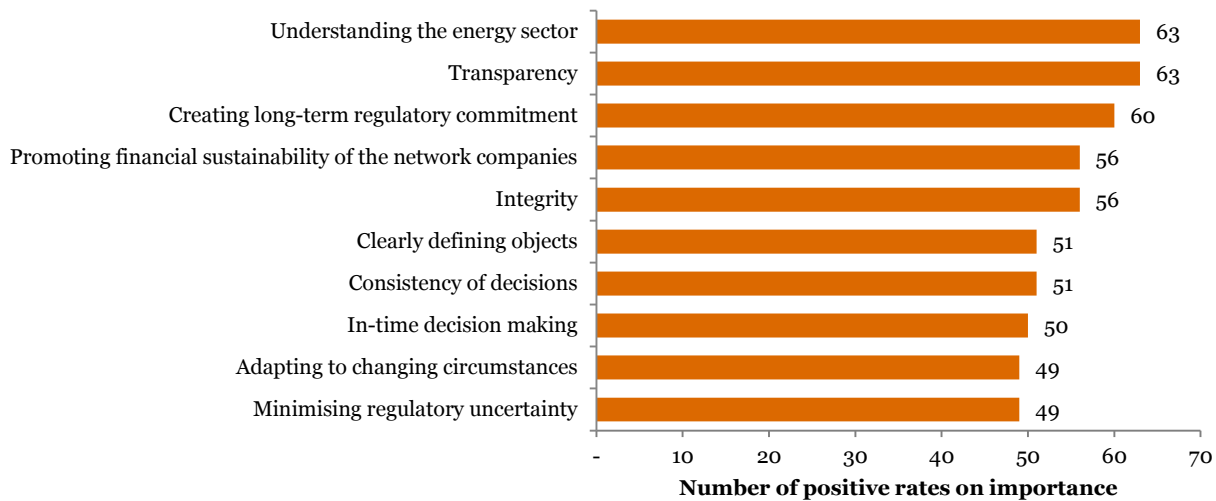 Understanding the energy sector 63
Transparency 63
Creating long-term regulatory commitment 60
Promoting financial sustainability of the network companies 56
Integrity 56
Clearly defining objects 51
Consistency of decisions 51
In-time decision making 50
Adapting to changing circumstances 49
Minimising regulatory uncertainty 49
- 10 20 30 40 50 60 70
Number of positive rates on importance